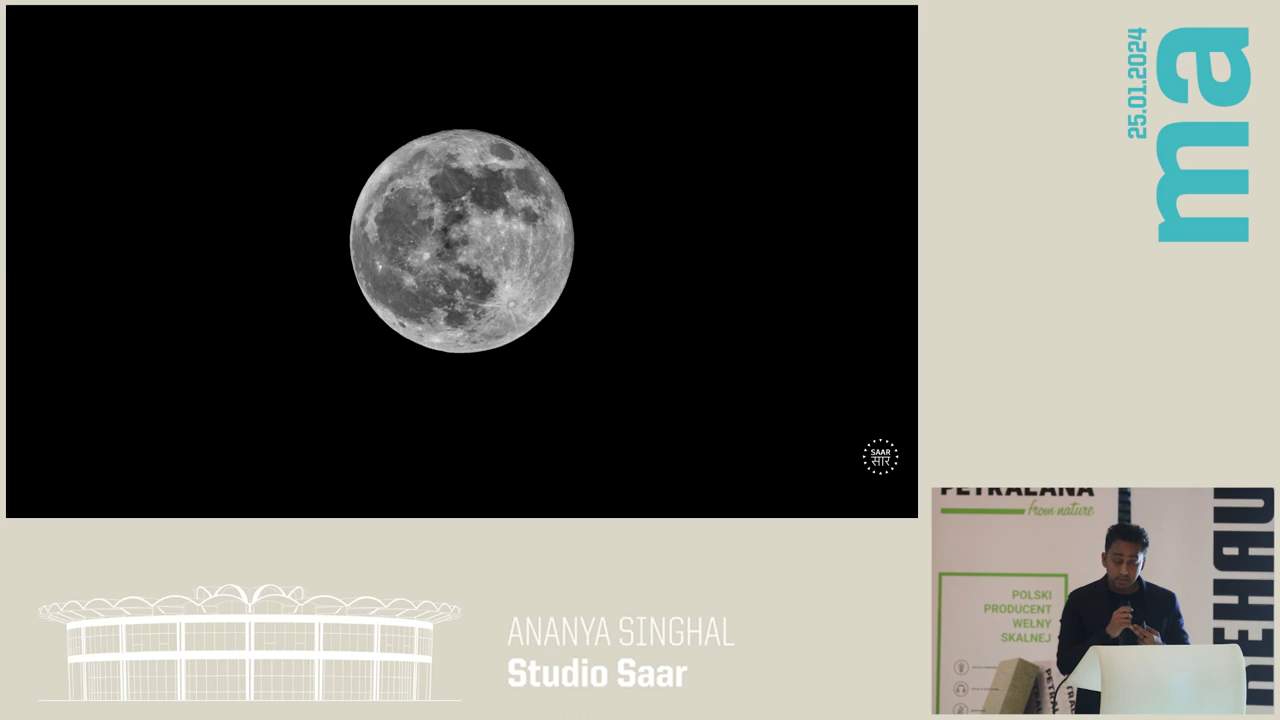 SAAR
सार
25.01.2024
ma
ANANYA SINGHAL
Studio Saar
PETRALANA
from nature
POLSKI
PRODUCENT
WEŁNY
SKALNEJ
REHAU